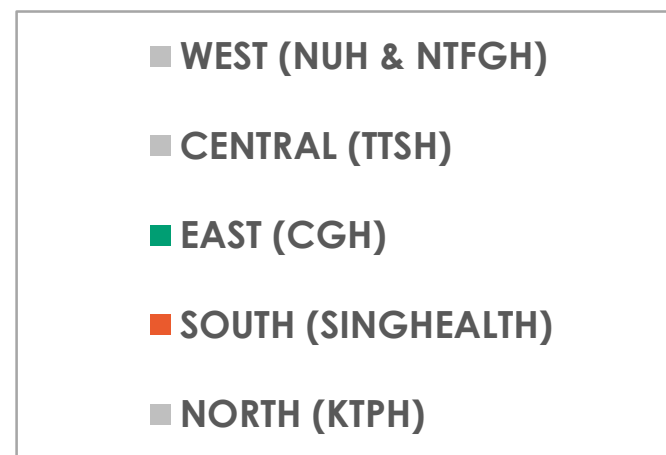 WEST (NUH & NTFGH)
CENTRAL (TTSH)
EAST (CGH)
SOUTH (SINGHEALTH)
NORTH (KTPH)